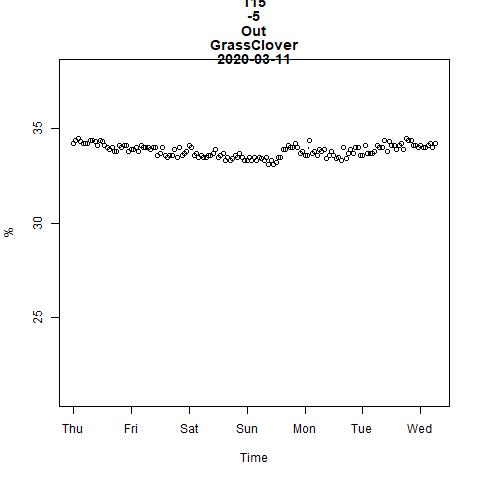 T15
-5
Out
GrassClover
2020-03-11
35
30
25
%
Thu
Fri
Sat
Sun
Mon
Tue
Wed
Time